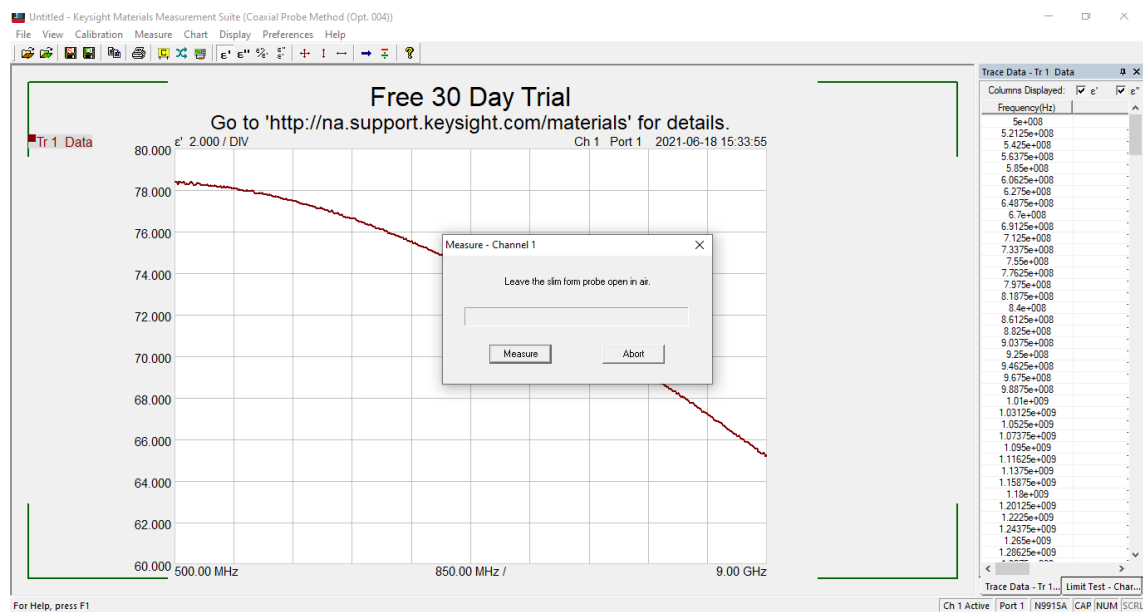 Untitled - Keysight Materials Measurement Suite (Coaxial Probe Method (Opt. 004))
File View Calibration Measure Chart Display Preferences Help
ε' ε"
Trace Data - Tr 1 Data
Columns Displayed: ε' ε"
Frequency(Hz)
5e+008
5.2125e+008
5.425e+008
5.6375e+008
5.85e+008
6.0625e+008
6.275e+008
6.4875e+008
6.7e+008
6.9125e+008
7.125e+008
7.3375e+008
7.55e+008
7.7625e+008
7.975e+008
8.1875e+008
8.4e+008
8.6125e+008
8.825e+008
9.0375e+008
9.25e+008
9.4625e+008
9.675e+008
9.8875e+008
1.01e+009
1.03125e+009
1.0525e+009
1.07375e+009
1.095e+009
1.11625e+009
1.1375e+009
1.15875e+009
1.18e+009
1.20125e+009
1.2225e+009
1.24375e+009
1.265e+009
1.28625e+009
Trace Data - Tr 1... Limit Test - Char...
Free 30 Day Trial
Go to 'http://na.support.keysight.com/materials' for details.
Tr 1 Data
ε' 2.000 / DIV
Ch 1 Port 1 2021-06-18 15:33:55
80.000
78.000
76.000
74.000
72.000
70.000
68.000
66.000
64.000
62.000
60.000
500.00 MHz
850.00 MHz /
9.00 GHz
Measure - Channel 1
Leave the slim form probe open in air.
Measure Abort
For Help, press F1
Ch 1 Active Port 1 N9915A CAP NUM SCRL